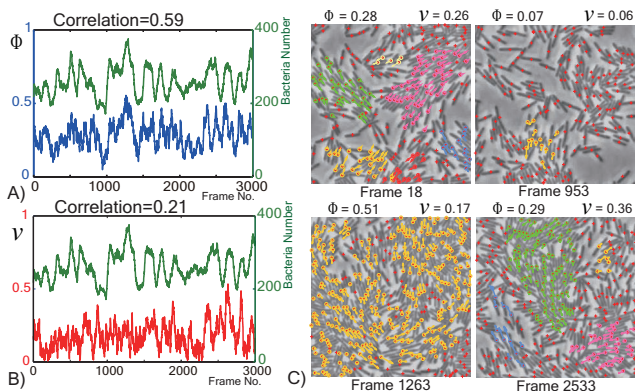 Correlation=0.59
1
400
Φ
0.5
200
0
0
0
1000
2000
3000
Frame No.
Bacteria Number
A)
Correlation=0.21
1
400
v
0.5
200
0
0
0
1000
2000
3000
Frame No.
Bacteria Number
B)
Φ = 0.28 v = 0.26
Φ = 0.07 v = 0.06
Frame 18
Frame 953
Φ = 0.51 v = 0.17
Φ = 0.29 v = 0.36
C)
Frame 1263
Frame 2533